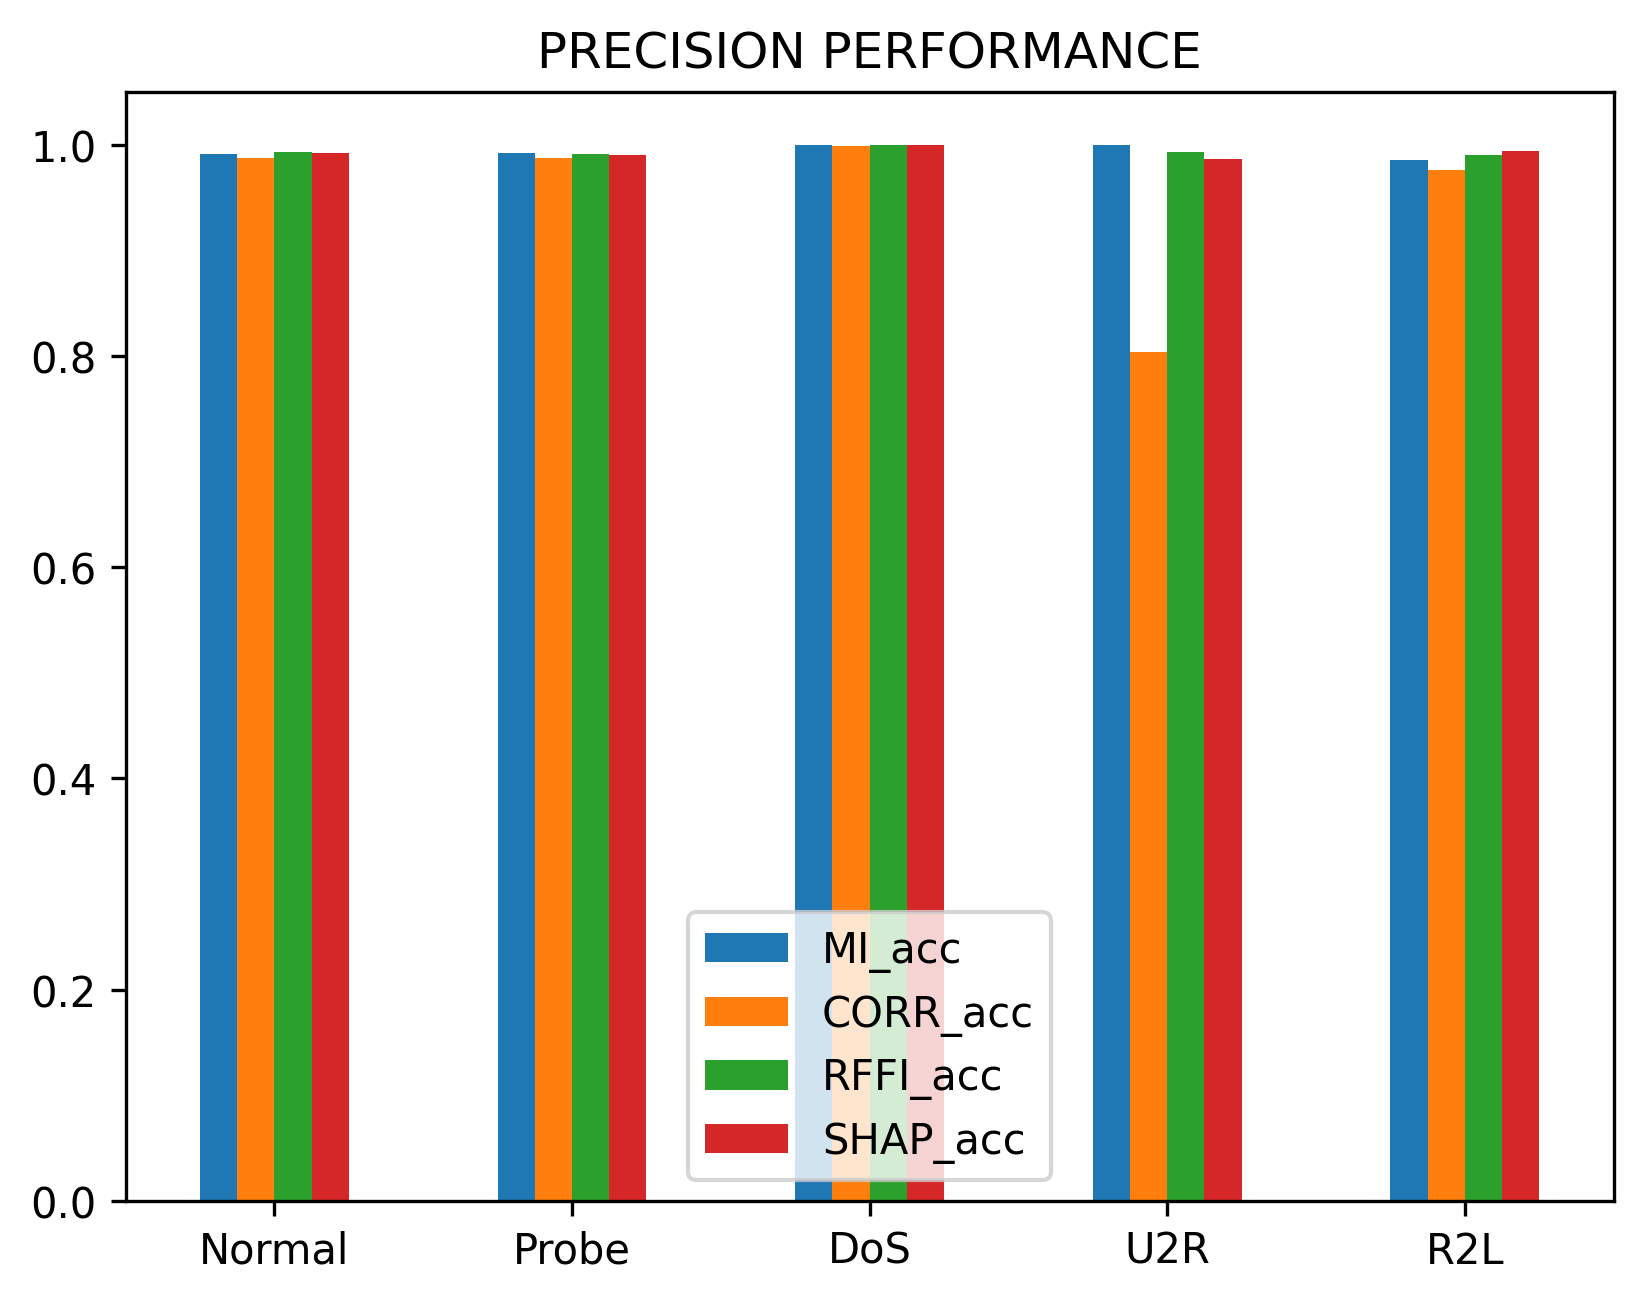 PRECISION PERFORMANCE
1.0
0.8
0.6
0.4
0.2
0.0
MI_acc
CORR_acc
RFFI_acc
SHAP_acc
Normal Probe DoS U2R R2L